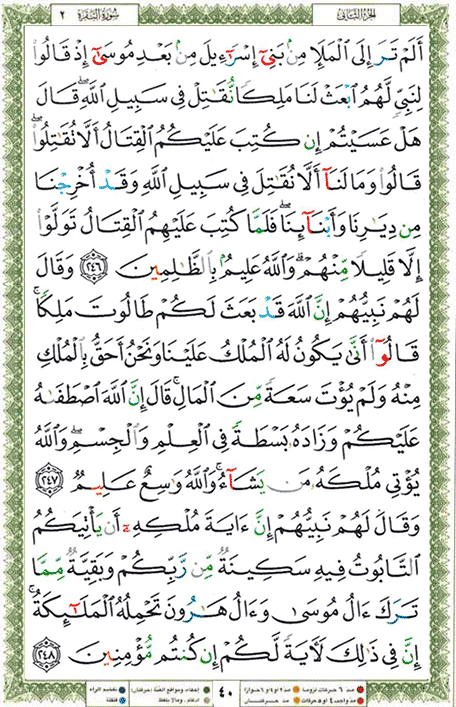 الجزء الثاني
سورة البقرة ٢
أَلَمْ تَرَ إِلَى ٱلْمَلَإِ مِنۢ بَنِىٓ إِسْرَٰٓءِيلَ مِنۢ بَعْدِ مُوسَىٰٓ إِذْ قَالُوا۟
لِنَبِىٍّ لَّهُمُ ٱبْعَثْ لَنَا مَلِكًا نُّقَٰتِلْ فِى سَبِيلِ ٱللَّهِ ۖ قَالَ
هَلْ عَسَيْتُمْ إِن كُتِبَ عَلَيْكُمُ ٱلْقِتَالُ أَلَّا تُقَٰتِلُوا۟ ۖ
قَالُوا۟ وَمَا لَنَآ أَلَّا نُقَٰتِلَ فِى سَبِيلِ ٱللَّهِ وَقَدْ أُخْرِجْنَا
مِن دِيَٰرِنَا وَأَبْنَآئِنَا ۖ فَلَمَّا كُتِبَ عَلَيْهِمُ ٱلْقِتَالُ تَوَلَّوْا۟
إِلَّا قَلِيلًا مِّنْهُمْ ۗ وَٱللَّهُ عَلِيمٌۢ بِٱلظَّٰلِمِينَ ٢٤٦ وَقَالَ
لَهُمْ نَبِيُّهُمْ إِنَّ ٱللَّهَ قَدْ بَعَثَ لَكُمْ طَالُوتَ مَلِكًا ۚ
قَالُوٓا۟ أَنَّىٰ يَكُونُ لَهُ ٱلْمُلْكُ عَلَيْنَا وَنَحْنُ أَحَقُّ بِٱلْمُلْكِ
مِنْهُ وَلَمْ يُؤْتَ سَعَةً مِّنَ ٱلْمَالِ ۚ قَالَ إِنَّ ٱللَّهَ ٱصْطَفَىٰهُ
عَلَيْكُمْ وَزَادَهُۥ بَسْطَةً فِى ٱلْعِلْمِ وَٱلْجِسْمِ ۖ وَٱللَّهُ
يُؤْتِى مُلْكَهُۥ مَن يَشَآءُ ۚ وَٱللَّهُ وَٰسِعٌ عَلِيمٌ ٢٤٧
وَقَالَ لَهُمْ نَبِيُّهُمْ إِنَّ ءَايَةَ مُلْكِهِۦٓ أَن يَأْتِيَكُمُ
ٱلتَّابُوتُ فِيهِ سَكِينَةٌ مِّن رَّبِّكُمْ وَبَقِيَّةٌ مِّمَّا
تَرَكَ ءَالُ مُوسَىٰ وَءَالُ هَٰرُونَ تَحْمِلُهُ ٱلْمَلَٰٓئِكَةُ ۚ
إِنَّ فِى ذَٰلِكَ لَءَايَةً لَّكُمْ إِن كُنتُم مُّؤْمِنِينَ ٢٤٨
٤٠